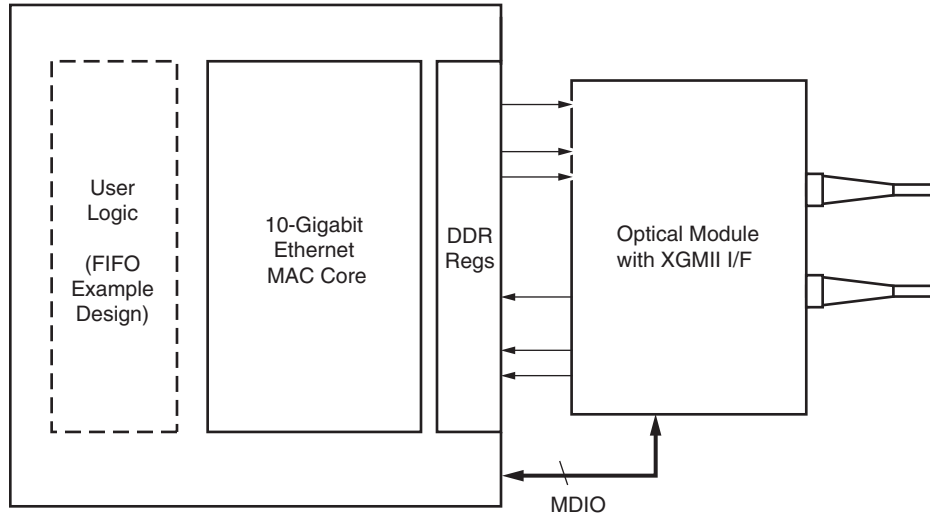 User
Logic
(FIFO
Example
Design)
10-Gigabit
Ethernet
MAC Core
DDR
Regs
Optical Module
with XGMII I/F
MDIO